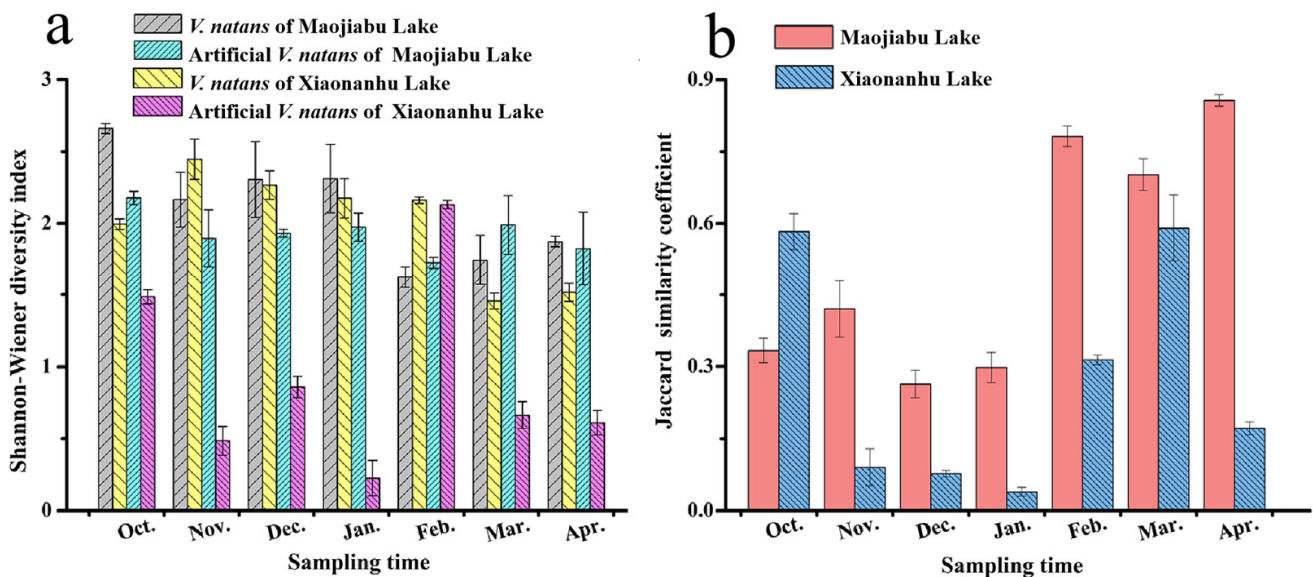 a
V. natans of Maojiabu Lake
Artificial V. natans of Maojiabu Lake
V. natans of Xiaonanhu Lake
Artificial V. natans of Xiaonanhu Lake
Shannon-Wiener diversity index
3
2
1
0
Oct. Nov. Dec. Jan. Feb. Mar. Apr.
Sampling time
b
Maojiabu Lake
Xiaonanhu Lake
Jaccard similarity coefficient
0.9
0.6
0.3
0.0
Oct. Nov. Dec. Jan. Feb. Mar. Apr.
Sampling time